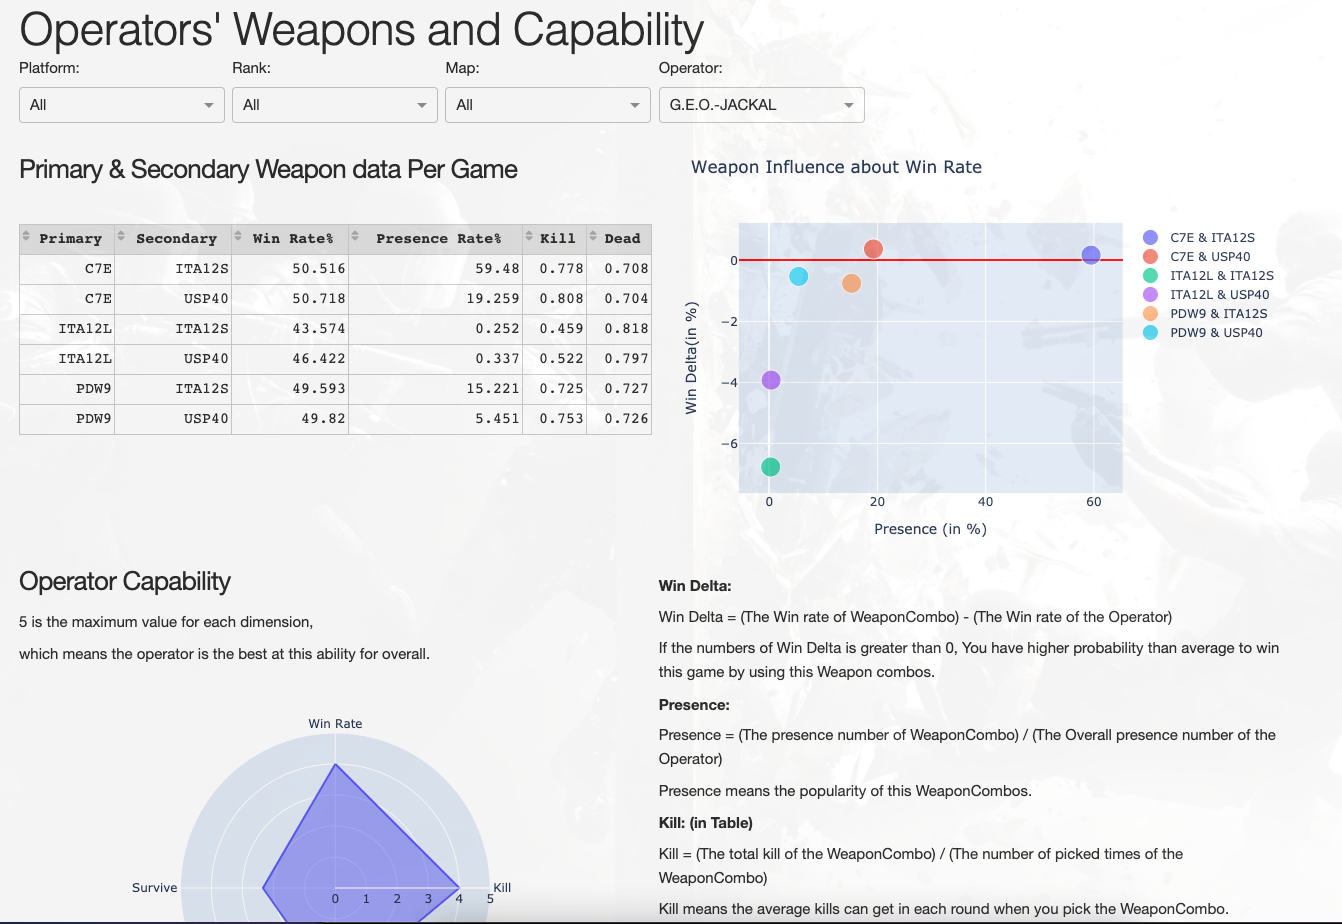 Operators' Weapons and Capability
Platform: Rank: Map: Operator:
All All All G.E.O.-JACKAL
Primary & Secondary Weapon data Per Game
Primary Secondary Win Rate% Presence Rate% Kill Dead
C7E ITA12S 50.516 59.48 0.778 0.708
C7E USP40 50.718 19.259 0.808 0.704
ITA12L ITA12S 43.574 0.252 0.459 0.818
ITA12L USP40 46.422 0.337 0.522 0.797
PDW9 ITA12S 49.593 15.221 0.725 0.727
PDW9 USP40 49.82 5.451 0.753 0.726
Weapon Influence about Win Rate
Win Delta(in %)
0
−2
−4
−6
0 20 40 60
Presence (in %)
C7E & ITA12S
C7E & USP40
ITA12L & ITA12S
ITA12L & USP40
PDW9 & ITA12S
PDW9 & USP40
Operator Capability
5 is the maximum value for each dimension,
which means the operator is the best at this ability for overall.
Win Rate
Survive
0 1 2 3 4 5
Kill
Win Delta:
Win Delta = (The Win rate of WeaponCombo) - (The Win rate of the Operator)
If the numbers of Win Delta is greater than 0, You have higher probability than average to win
this game by using this Weapon combos.
Presence:
Presence = (The presence number of WeaponCombo) / (The Overall presence number of the
Operator)
Presence means the popularity of this WeaponCombos.
Kill: (in Table)
Kill = (The total kill of the WeaponCombo) / (The number of picked times of the
WeaponCombo)
Kill means the average kills can get in each round when you pick the WeaponCombo.